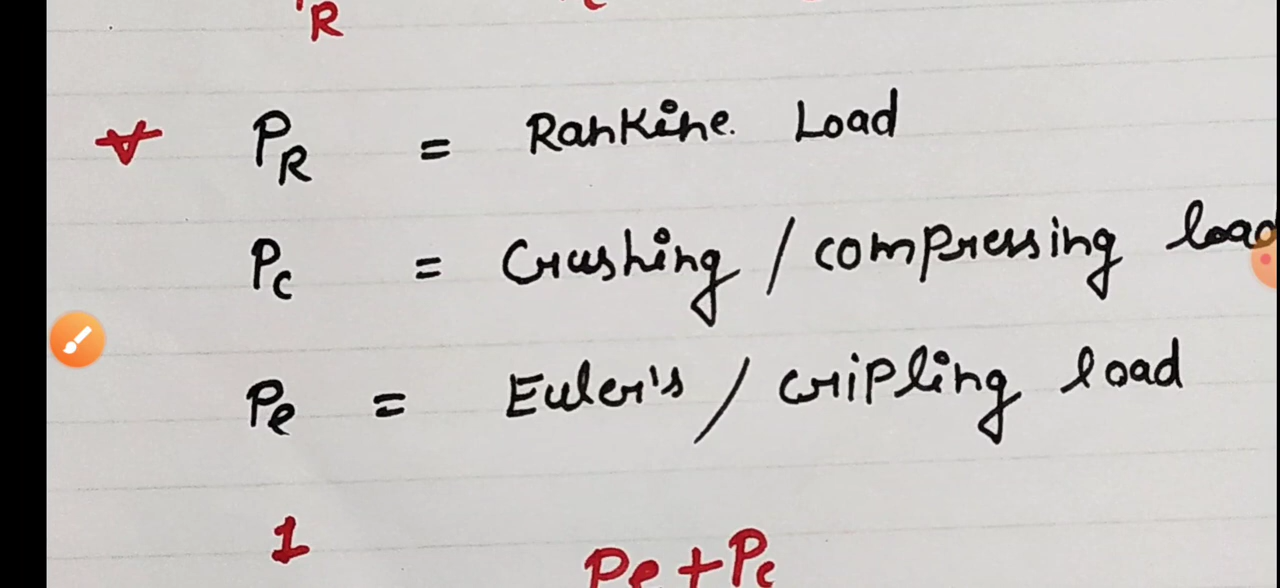 R
∀ PR = Rankine. Load
Pc = Crushing / compressing load
Pe = Euler's / cripling load
1 Pe + Pc